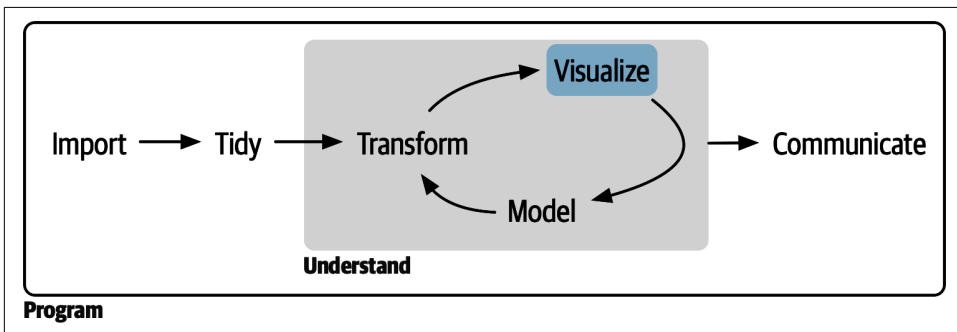 Visualize
Import
Tidy
Transform
Communicate
Model
Understand
Program